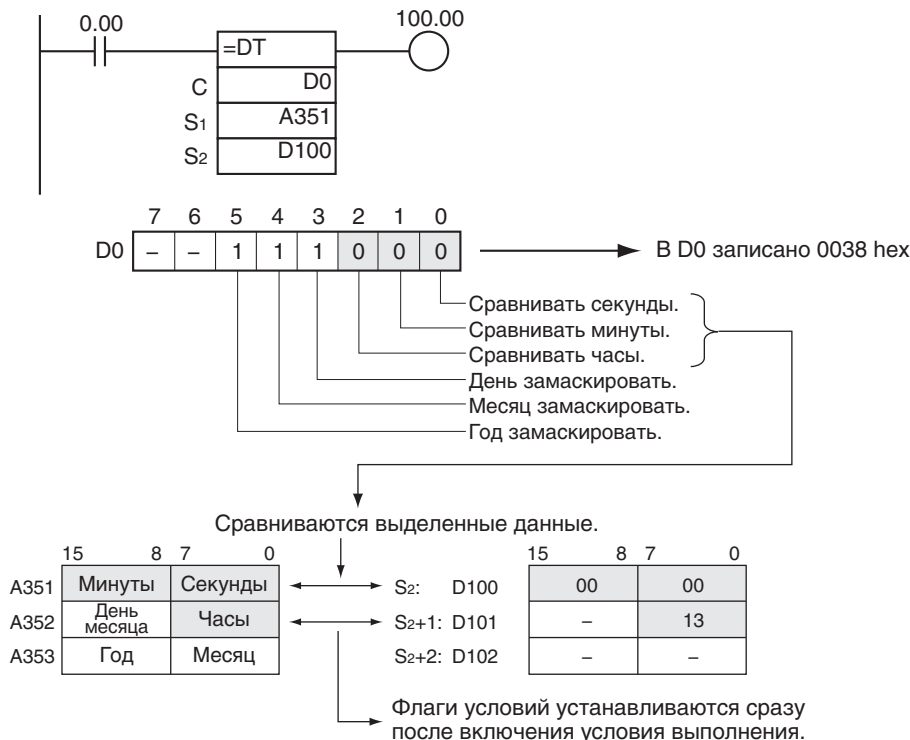 0.00 100.00
=DT
C D0
S1 A351
S2 D100
7 6 5 4 3 2 1 0
D0 – – 1 1 1 0 0 0 В D0 записано 0038 hex
Сравнивать секунды.
Сравнивать минуты.
Сравнивать часы.
День замаскировать.
Месяц замаскировать.
Год замаскировать.
Сравниваются выделенные данные.
15 8 7 0 15 8 7 0
A351 Минуты Секунды S2: D100 00 00
A352 День месяца Часы S2+1: D101 – 13
A353 Год Месяц S2+2: D102 – –
Флаги условий устанавливаются сразу
после включения условия выполнения.